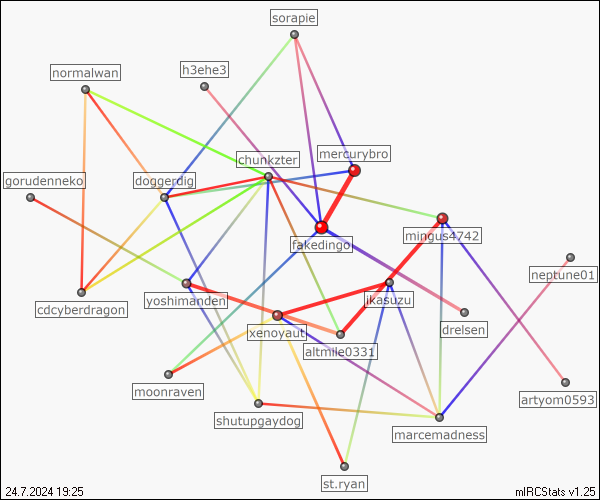 sorapie
normalwan
h3ehe3
mercurybro
chunkzter
gorudenneko
doggerdig
fakedingo
mingus4742
neptune01
cdcyberdragon
yoshimanden
jkasuzu
drelsen
xenoyaut
altmile0331
moonraven
artyom0593
shutupgaydog
marcemadness
st.ryan
24.7.2024 19:25
mIRCStats v1.25